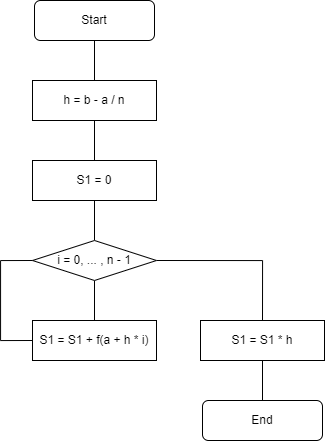 Start
h = b - a / n
S1 = 0
i = 0, ... , n - 1
S1 = S1 + f(a + h * i)
S1 = S1 * h
End